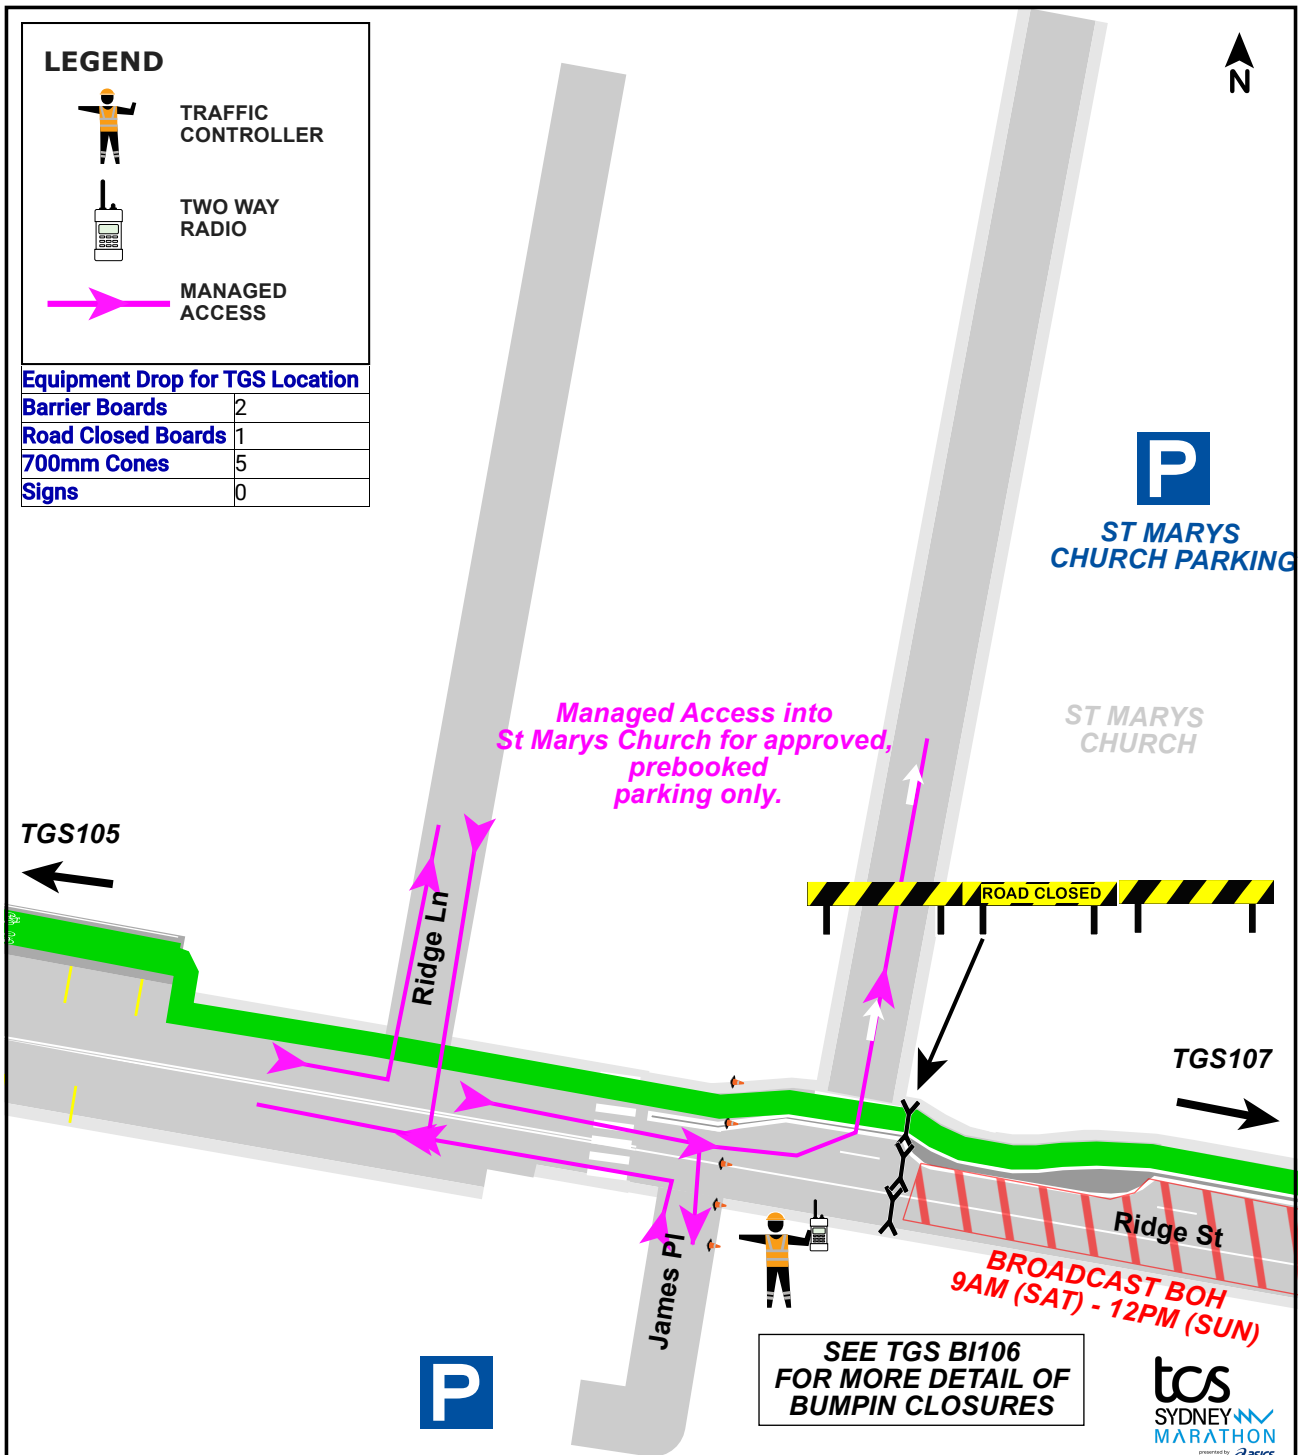 LEGEND
TRAFFIC
CONTROLLER
TWO WAY
RADIO
MANAGED
ACCESS
Equipment Drop for TGS Location
Barrier Boards 2
Road Closed Boards 1
700mm Cones 5
Signs 0
N
P
ST MARYS
CHURCH PARKING
Managed Access into
St Marys Church for approved,
prebooked
parking only.
ST MARYS
CHURCH
TGS105
ROAD CLOSED
Ridge Ln
TGS107
Ridge St
James Pl
BROADCAST BOH
9AM (SAT) - 12PM (SUN)
SEE TGS BI106
FOR MORE DETAIL OF
BUMPIN CLOSURES
P
tcs
SYDNEY
MARATHON
presented by asics